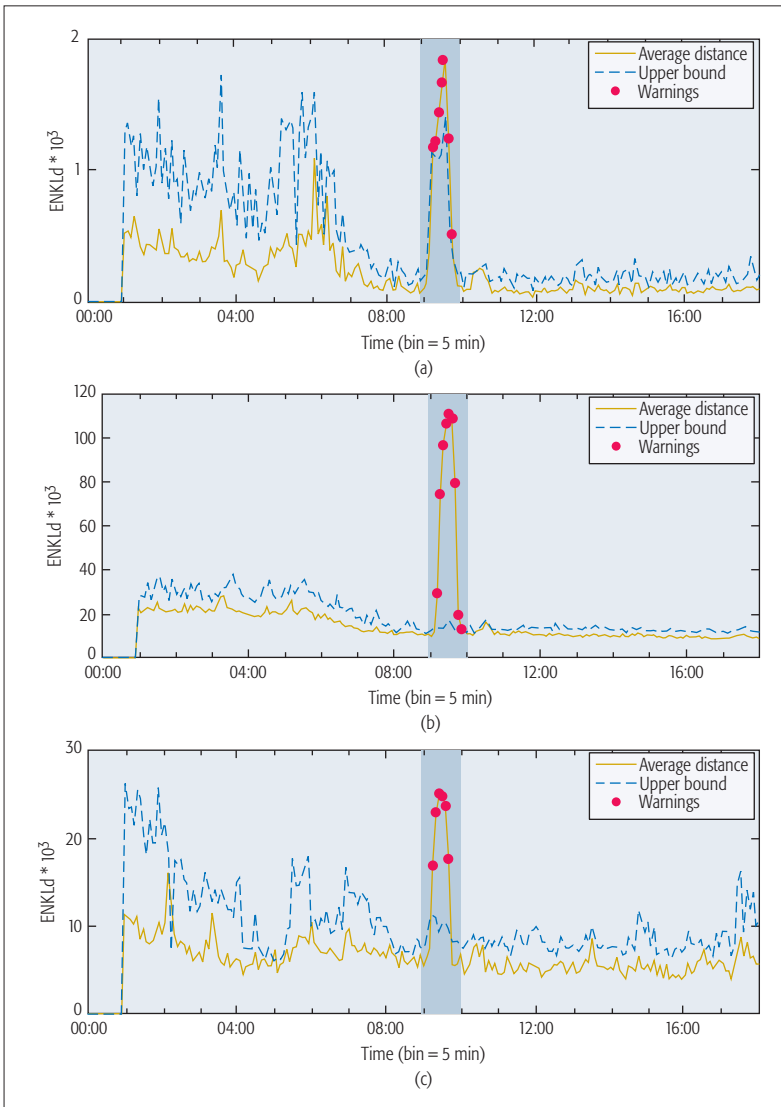 2
Average distance
Upper bound
Warnings
ENKLd * 10³
1
0
00:00 04:00 08:00 12:00 16:00
Time (bin = 5 min)
(a)
120
Average distance
Upper bound
Warnings
100
80
ENKLd * 10³
60
40
20
0
00:00 04:00 08:00 12:00 16:00
Time (bin = 5 min)
(b)
30
Average distance
Upper bound
Warnings
20
ENKLd * 10³
10
0
00:00 04:00 08:00 12:00 16:00
Time (bin = 5 min)
(c)